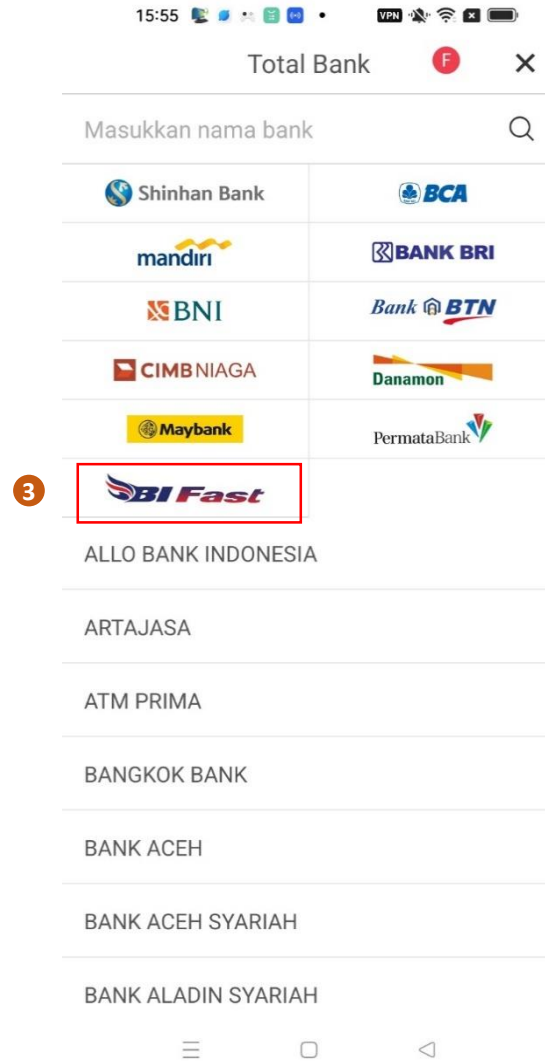 15:55 VPN
Total Bank F
Masukkan nama bank
Shinhan Bank BCA
mandiri BANK BRI
BNI Bank BTN
CIMB NIAGA Danamon
Maybank PermataBank
3 BI Fast
ALLO BANK INDONESIA
ARTAJASA
ATM PRIMA
BANGKOK BANK
BANK ACEH
BANK ACEH SYARIAH
BANK ALADIN SYARIAH